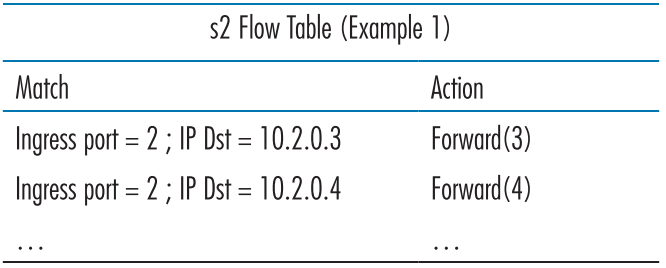 s2 Flow Table (Example 1)
Match Action
Ingress port = 2 ; IP Dst = 10.2.0.3 Forward(3)
Ingress port = 2 ; IP Dst = 10.2.0.4 Forward(4)
... ...